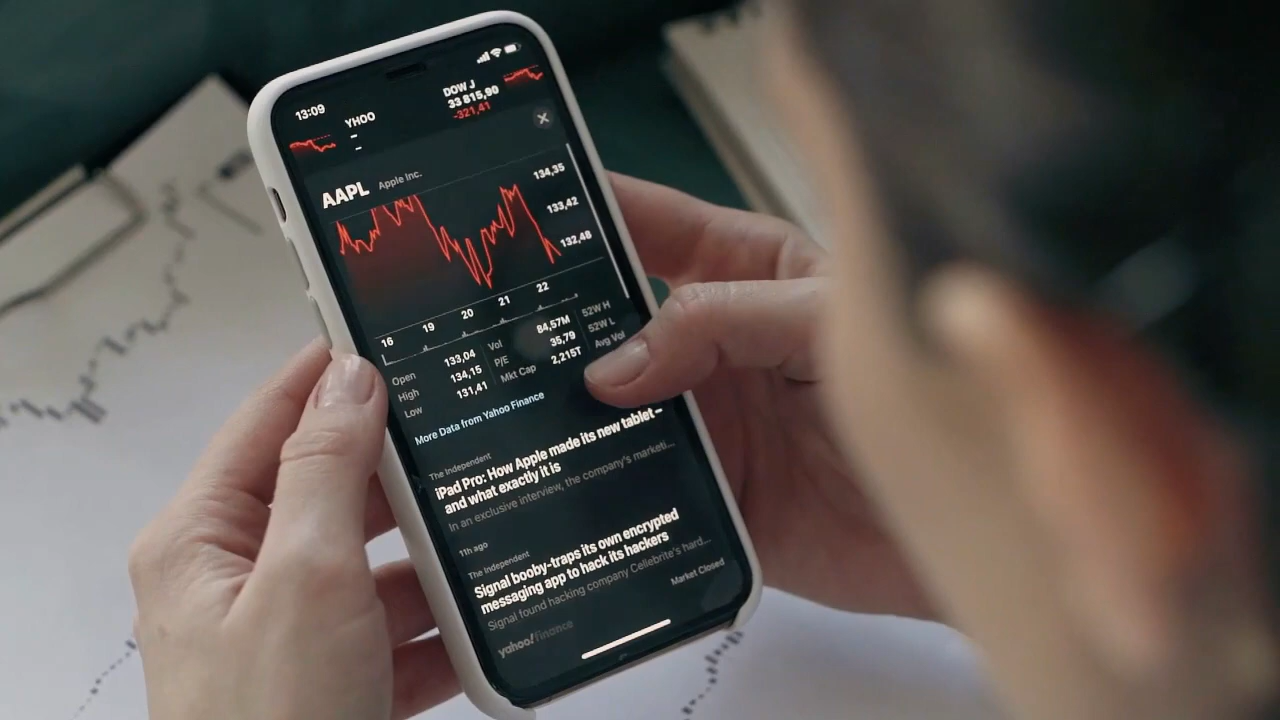 13:09
YHOO
–
–
DOW J
33 815,90
-321,41
AAPL Apple Inc.
134,35
133,42
132,48
16 19 20 21 22
Open 133,04
High 134,15
Low 131,41
Vol 84,57M
P/E 35,79
Mkt Cap 2,215T
52W H
52W L
Avg Vol
More Data from Yahoo Finance
The Independent
iPad Pro: How Apple made its new tablet –
and what exactly it is
In an exclusive interview, the company's marketi...
11h ago
The Independent
Signal booby-traps its own encrypted
messaging app to hack its hackers
Signal found hacking company Cellebrite's hard...
yahoo!finance
Market Closed